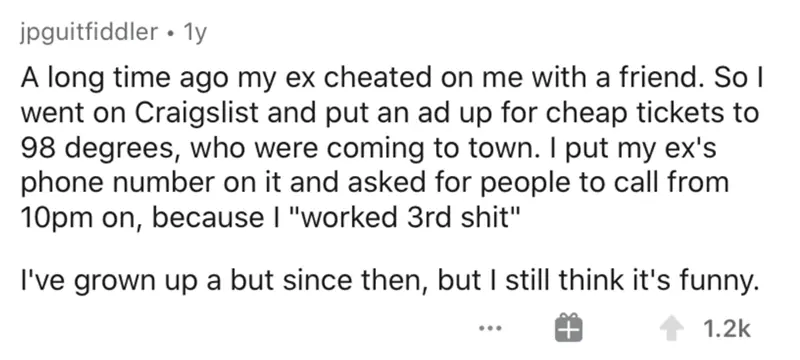 jpguitfiddler • 1y
A long time ago my ex cheated on me with a friend. So I
went on Craigslist and put an ad up for cheap tickets to
98 degrees, who were coming to town. I put my ex's
phone number on it and asked for people to call from
10pm on, because I "worked 3rd shit"
I've grown up a but since then, but I still think it's funny.
... 1.2k